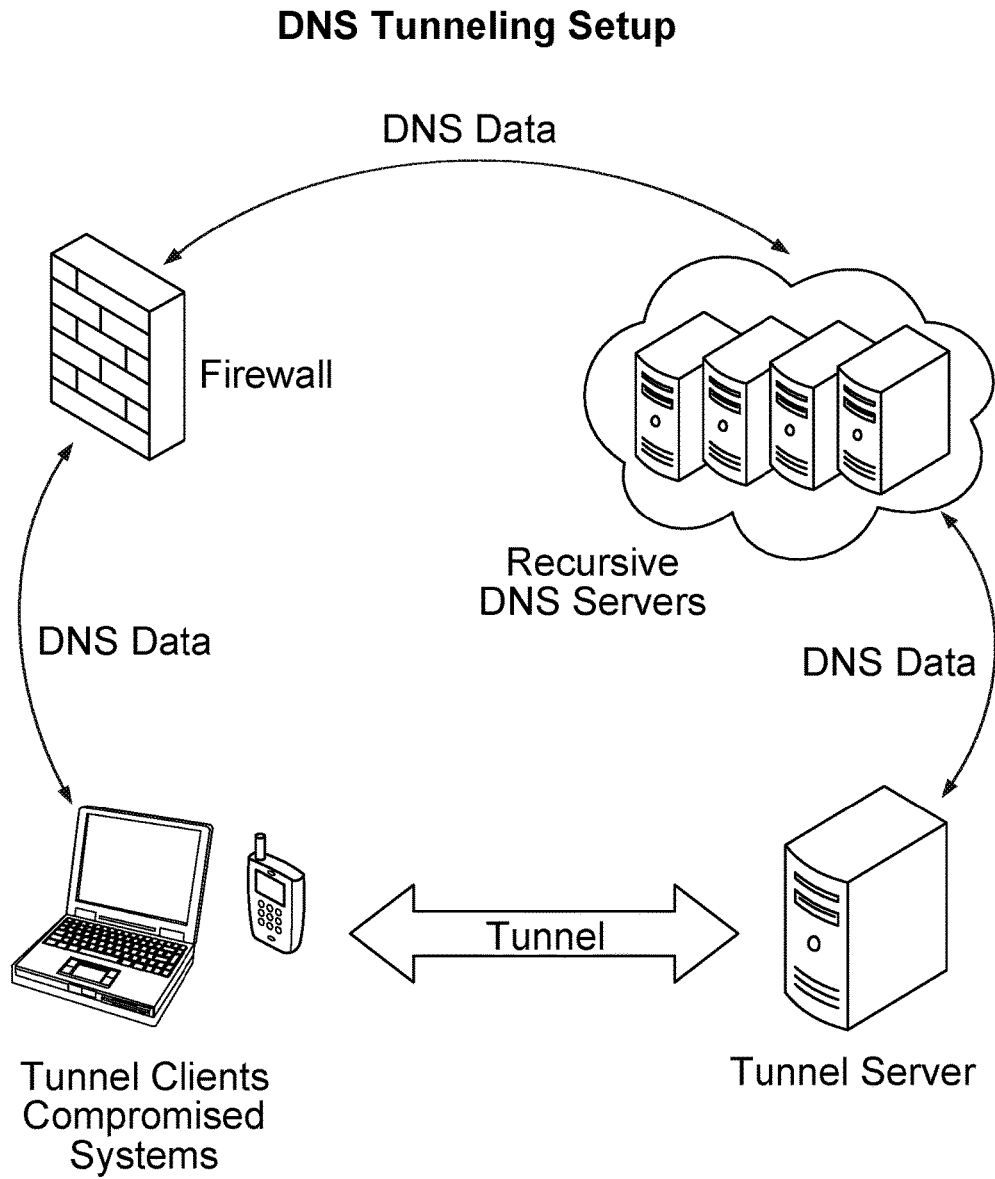 DNS Tunneling Setup
DNS Data
Firewall
Recursive
DNS Servers
DNS Data
DNS Data
Tunnel
Tunnel Clients
Compromised
Systems
Tunnel Server